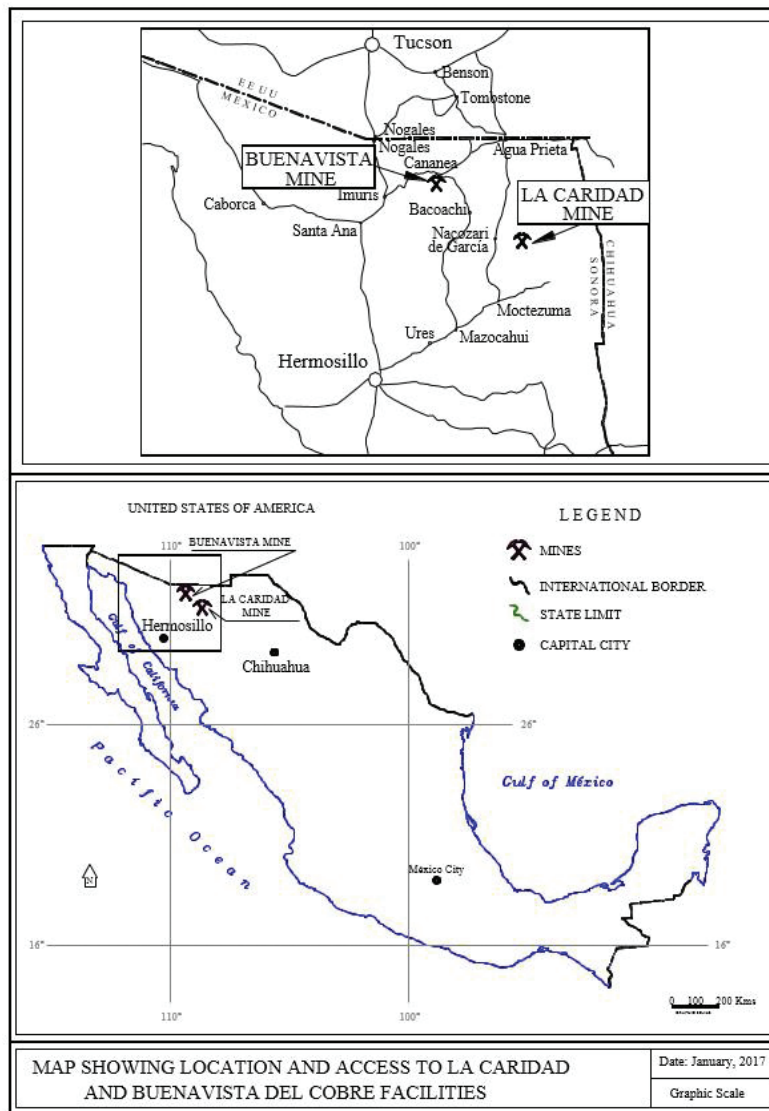 Tucson
Benson
Tombstone
EEUU
MEXICO
Nogales
Nogales
Agua Prieta
BUENAVISTA
MINE
Cananea
LA CARIDAD
MINE
Imuris
Caborca
Bacoachi
Santa Ana
Nacozari
de García
CHIHUAHUA
SONORA
Moctezuma
Ures
Mazocahui
Hermosillo
UNITED STATES OF AMERICA
LEGEND
110°
100°
BUENAVISTA MINE
MINES
LA CARIDAD
MINE
INTERNATIONAL BORDER
Hermosillo
STATE LIMIT
Gulf of California
Chihuahua
CAPITAL CITY
26°
26°
Pacific Ocean
Gulf of México
N
México City
16°
16°
0 100 200 Kms
110°
100°
MAP SHOWING LOCATION AND ACCESS TO LA CARIDAD
AND BUENAVISTA DEL COBRE FACILITIES
Date: January, 2017
Graphic Scale